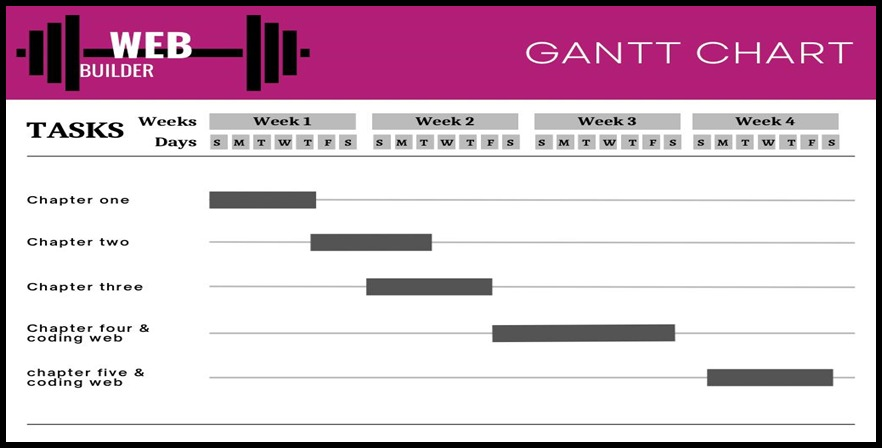 WEB
BUILDER
GANTT CHART
TASKS
Weeks Week 1 Week 2 Week 3 Week 4
Days S M T W T F S S M T W T F S S M T W T F S S M T W T F S
Chapter one
Chapter two
Chapter three
Chapter four &
coding web
chapter five &
coding web